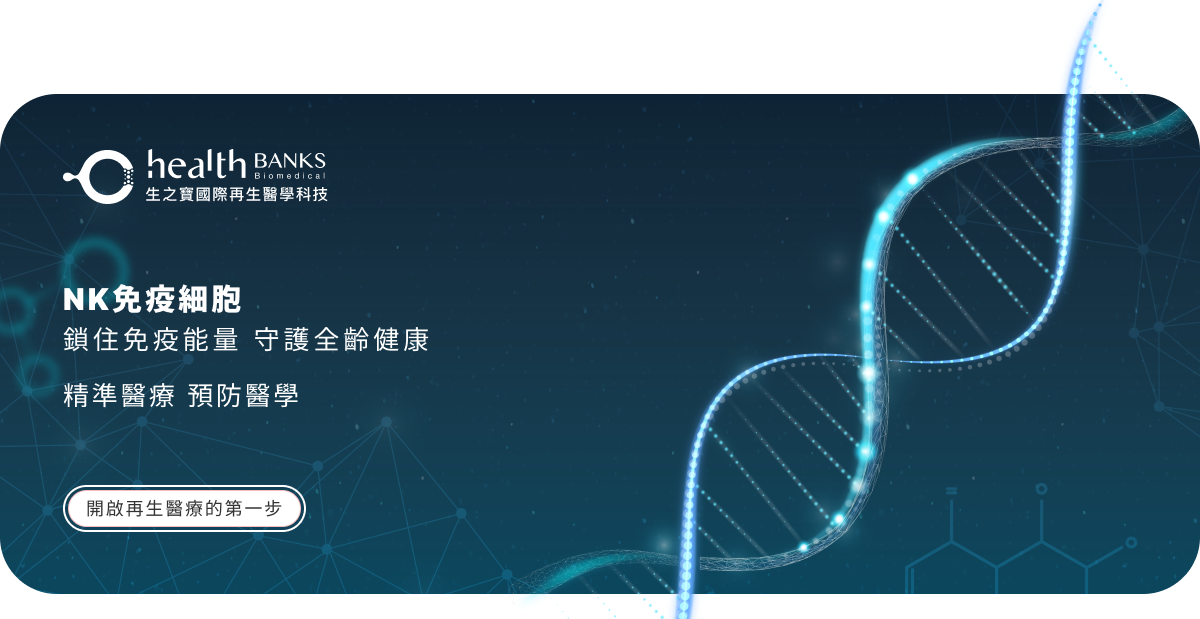 health BANKS
Biomedical
生之寶國際再生醫學科技
NK免疫細胞
鎖住免疫能量 守護全齡健康
精準醫療 預防醫學
開啟再生醫療的第一步